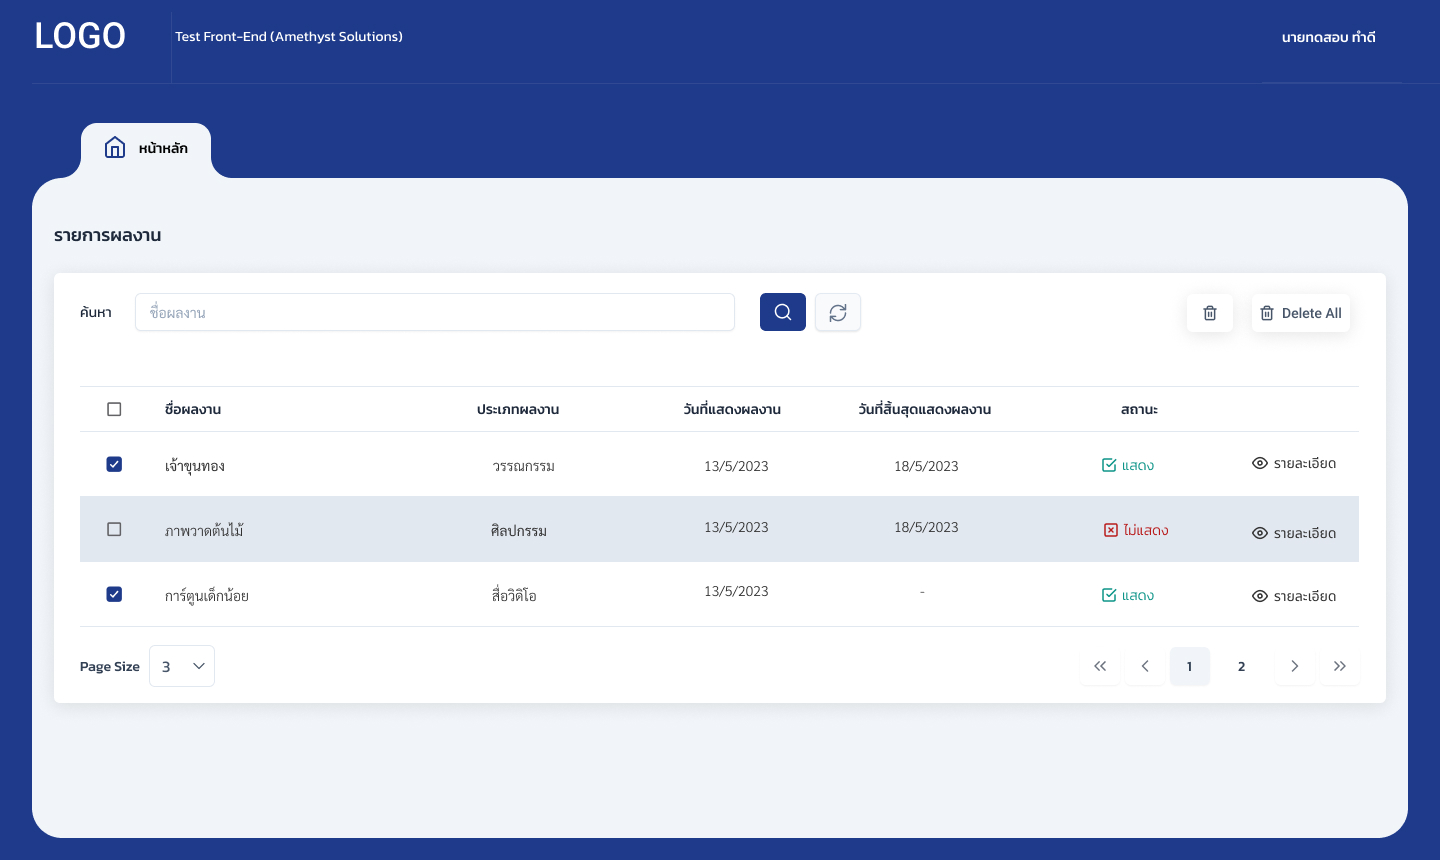 LOGO
Test Front-End (Amethyst Solutions)
นายทดสอบ ทำดี
หน้าหลัก
รายการผลงาน
ค้นหา
ชื่อผลงาน
Delete All
ชื่อผลงาน ประเภทผลงาน วันที่แสดงผลงาน วันที่สิ้นสุดแสดงผลงาน สถานะ
เจ้าขุนทอง วรรณกรรม 13/5/2023 18/5/2023 แสดง รายละเอียด
ภาพวาดต้นไม้ ศิลปกรรม 13/5/2023 18/5/2023 ไม่แสดง รายละเอียด
การ์ตูนเด็กน้อย สื่อวิดิโอ 13/5/2023 - แสดง รายละเอียด
Page Size 3
1 2